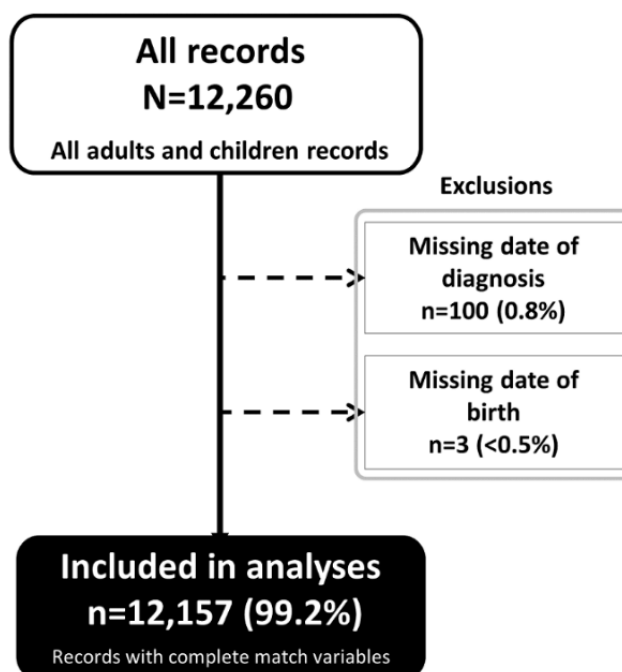 All records
N=12,260
All adults and children records
Exclusions
Missing date of
diagnosis
n=100 (0.8%)
Missing date of
birth
n=3 (<0.5%)
Included in analyses
n=12,157 (99.2%)
Records with complete match variables